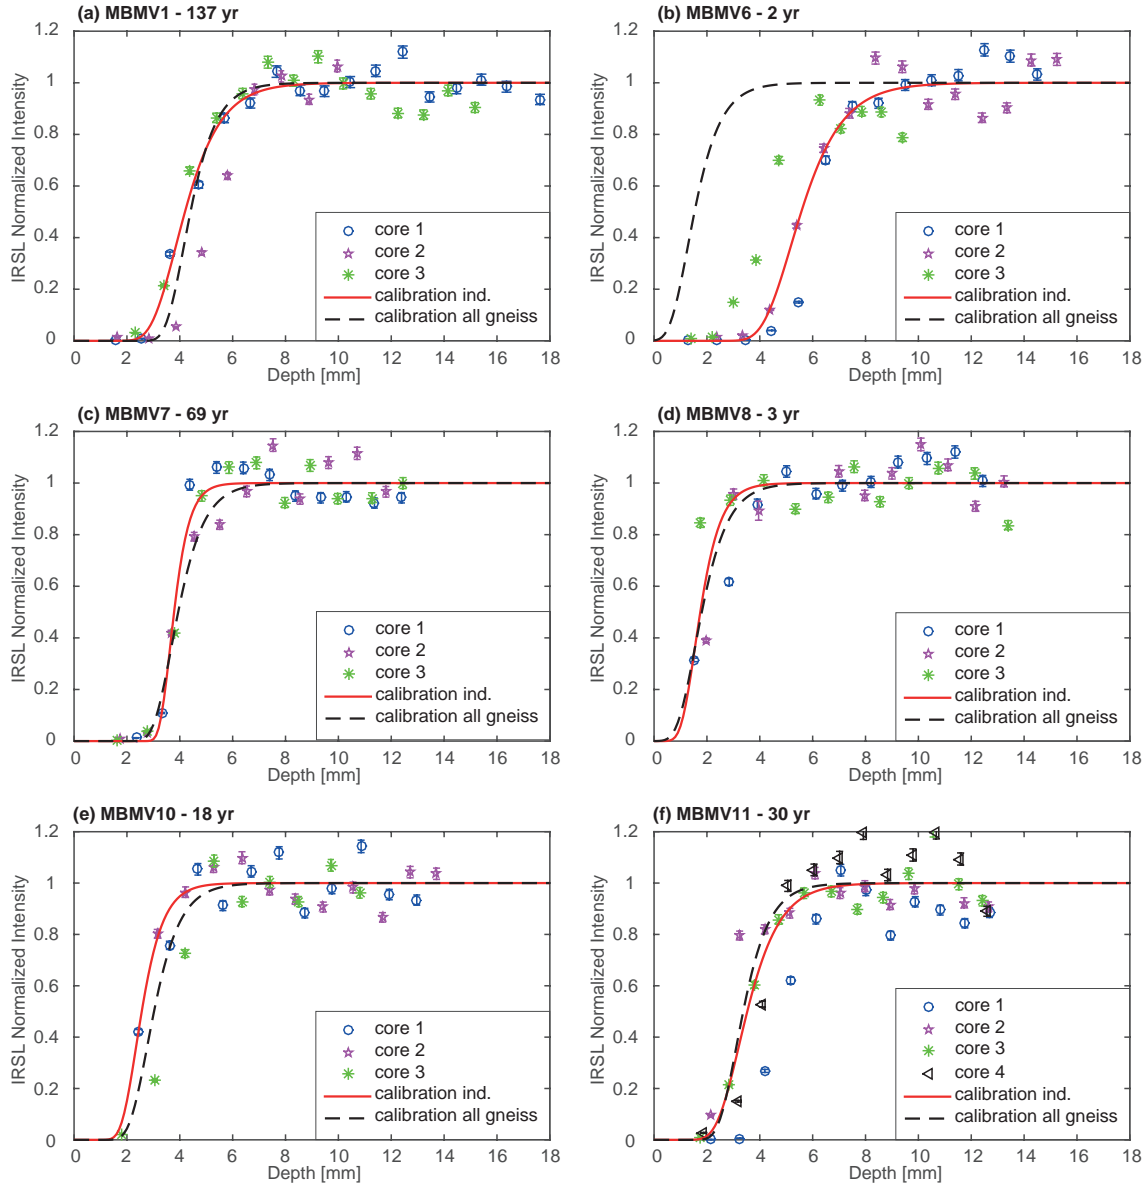 (a) MBMV1 - 137 yr
IRSL Normalized Intensity
1.2
1
0.8
0.6
0.4
0.2
0
0 2 4 6 8 10 12 14 16 18
Depth [mm]
core 1
core 2
core 3
calibration ind.
calibration all gneiss
(b) MBMV6 - 2 yr
IRSL Normalized Intensity
1.2
1
0.8
0.6
0.4
0.2
0
0 2 4 6 8 10 12 14 16 18
Depth [mm]
core 1
core 2
core 3
calibration ind.
calibration all gneiss
(c) MBMV7 - 69 yr
IRSL Normalized Intensity
1.2
1
0.8
0.6
0.4
0.2
0
0 2 4 6 8 10 12 14 16 18
Depth [mm]
core 1
core 2
core 3
calibration ind.
calibration all gneiss
(d) MBMV8 - 3 yr
IRSL Normalized Intensity
1.2
1
0.8
0.6
0.4
0.2
0
0 2 4 6 8 10 12 14 16 18
Depth [mm]
core 1
core 2
core 3
calibration ind.
calibration all gneiss
(e) MBMV10 - 18 yr
IRSL Normalized Intensity
1.2
1
0.8
0.6
0.4
0.2
0
0 2 4 6 8 10 12 14 16 18
Depth [mm]
core 1
core 2
core 3
calibration ind.
calibration all gneiss
(f) MBMV11 - 30 yr
IRSL Normalized Intensity
1.2
1
0.8
0.6
0.4
0.2
0
0 2 4 6 8 10 12 14 16 18
Depth [mm]
core 1
core 2
core 3
core 4
calibration ind.
calibration all gneiss